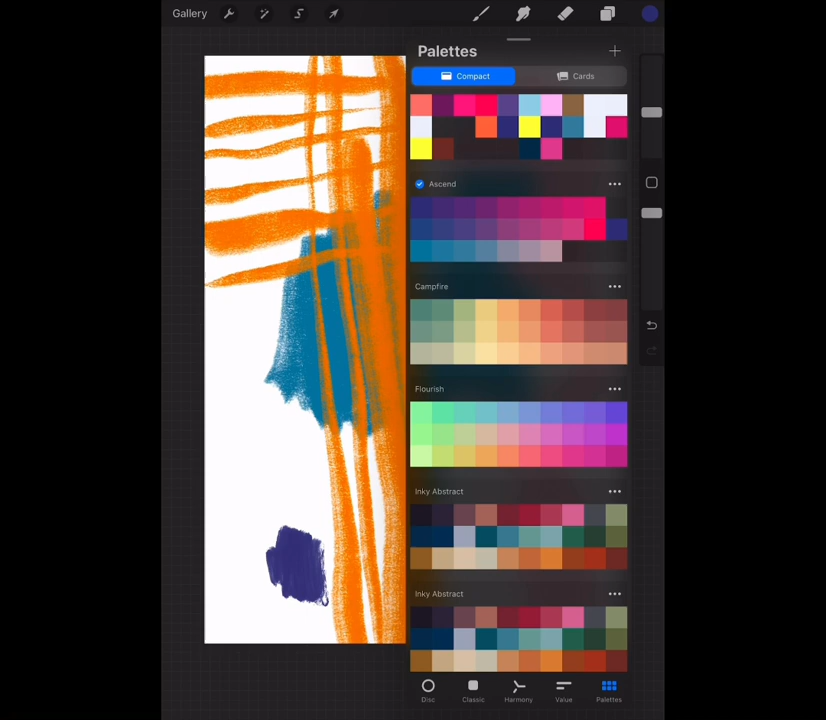 Gallery
Palettes
Compact
Cards
Ascend
Campfire
Flourish
Inky Abstract
Inky Abstract
Disc
Classic
Harmony
Value
Palettes